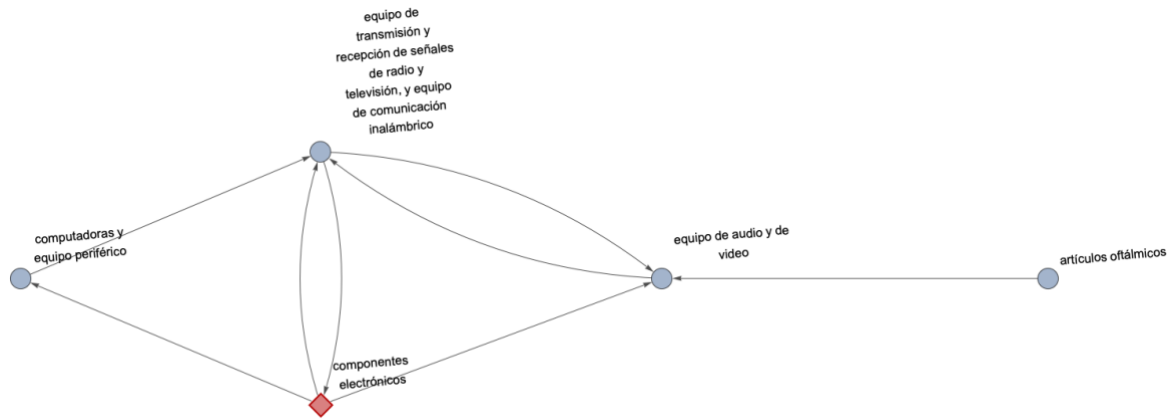 equipo de
transmisión y
recepción de señales
de radio y
televisión, y equipo
de comunicación
inalámbrico
computadoras y
equipo periférico
equipo de audio y de
video
artículos oftálmicos
componentes
electrónicos